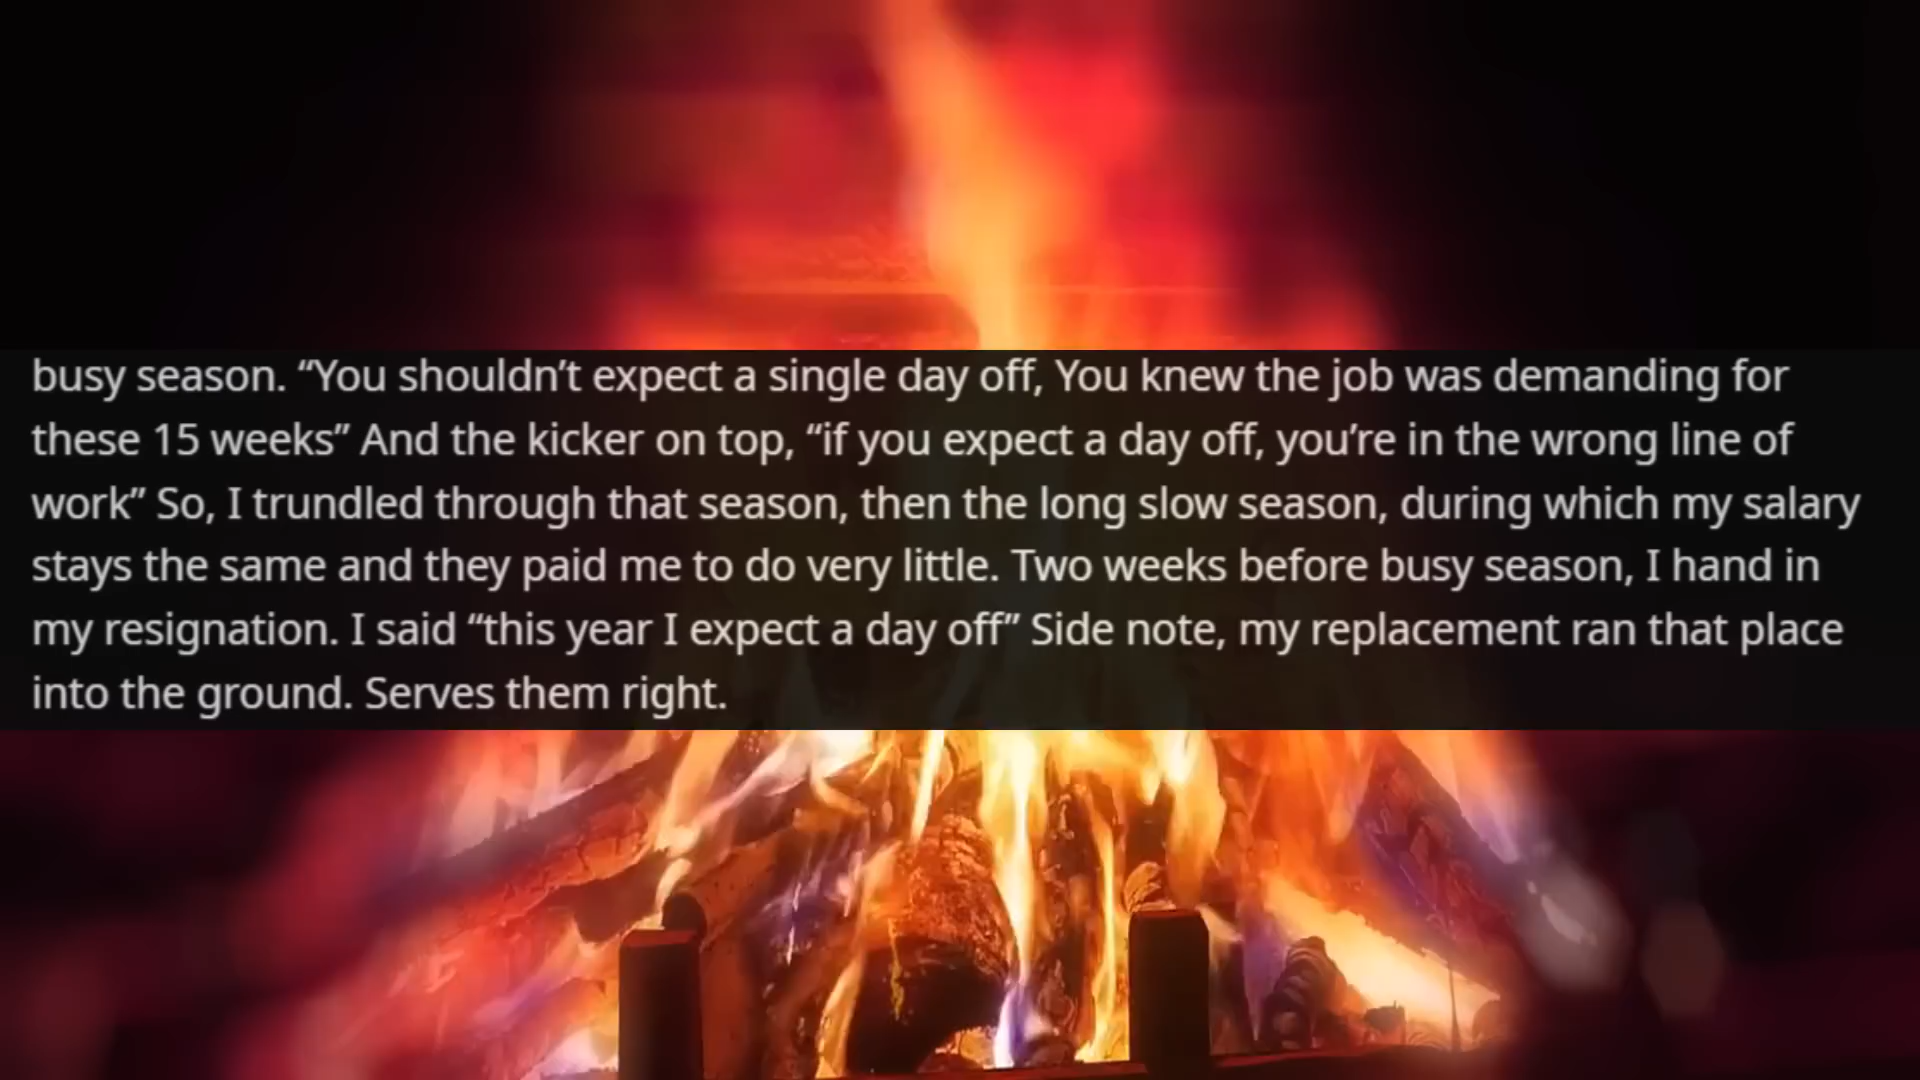 busy season. “You shouldn’t expect a single day off, You knew the job was demanding for
these 15 weeks” And the kicker on top, “if you expect a day off, you’re in the wrong line of
work” So, I trundled through that season, then the long slow season, during which my salary
stays the same and they paid me to do very little. Two weeks before busy season, I hand in
my resignation. I said “this year I expect a day off” Side note, my replacement ran that place
into the ground. Serves them right.